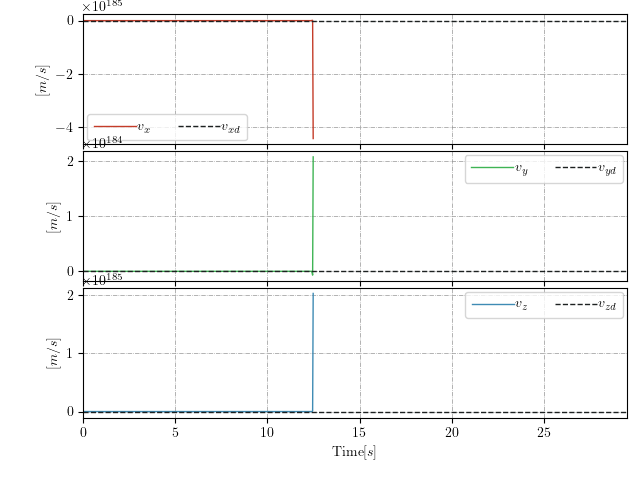 ×10^185
0
−2
−4
[m/s]
v_x v_xd
×10^184
2
1
0
[m/s]
v_y v_yd
×10^185
2
1
0
[m/s]
v_z v_zd
0 5 10 15 20 25
Time[s]